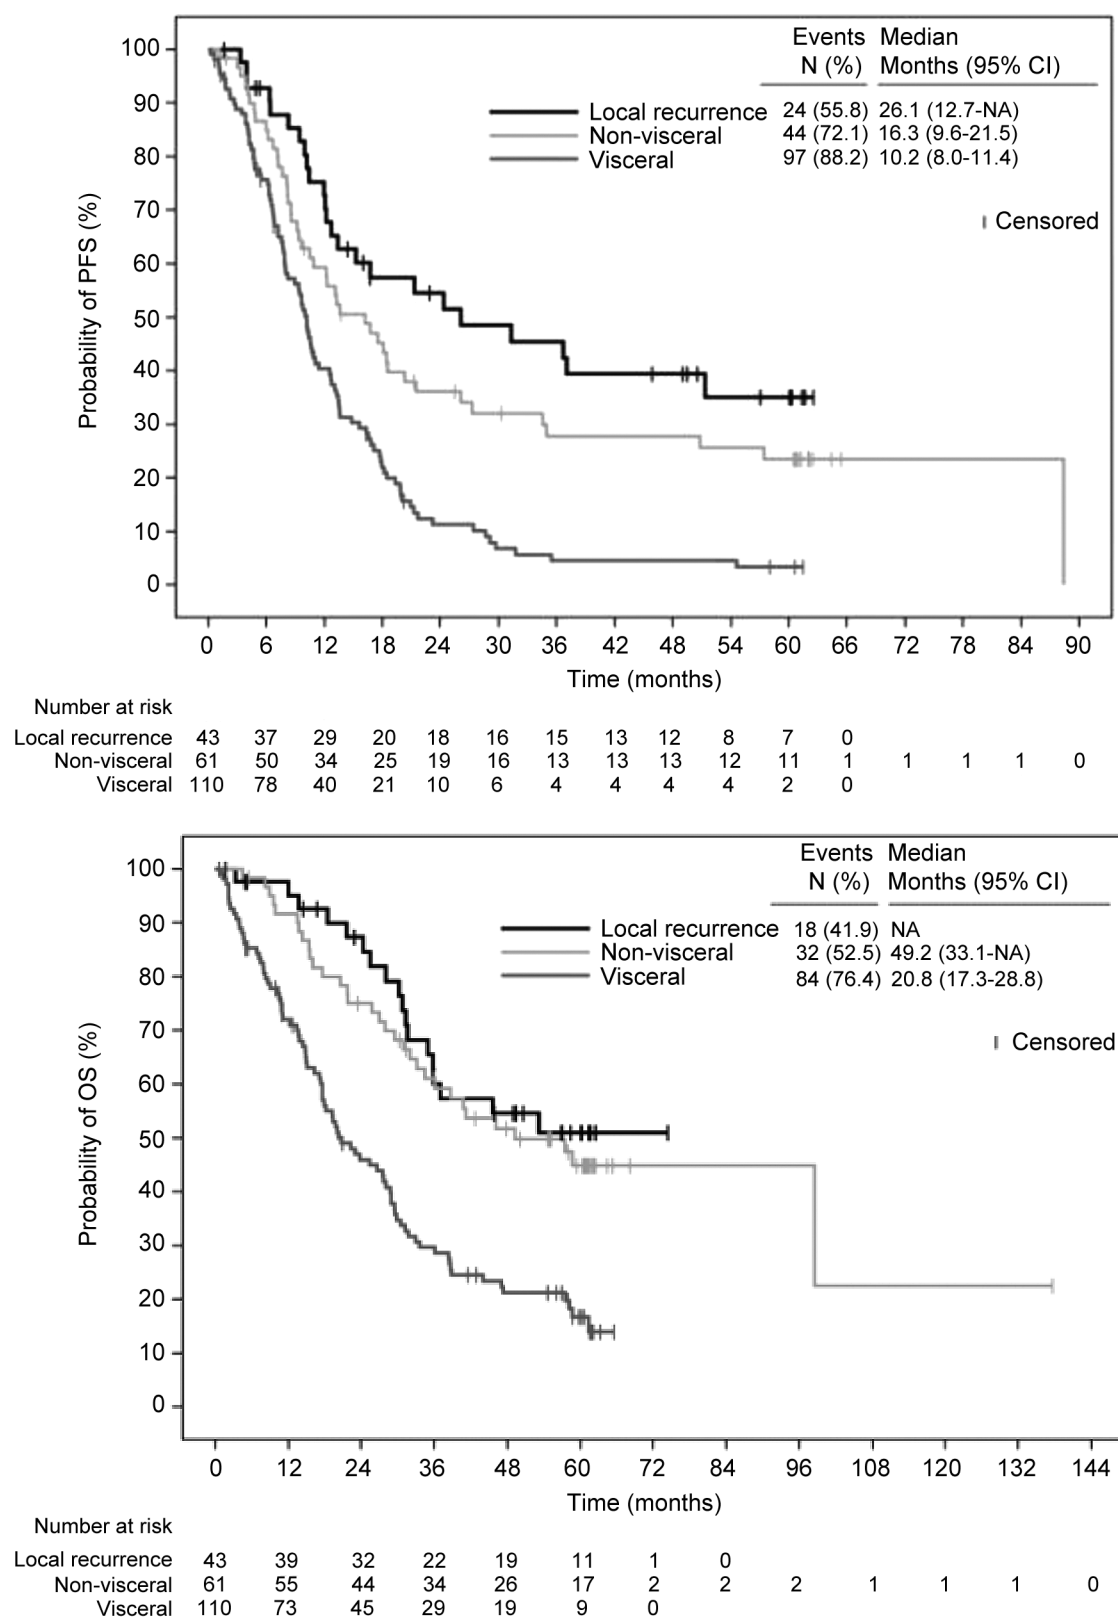 Events Median
N (%) Months (95% CI)
Local recurrence 24 (55.8) 26.1 (12.7-NA)
Non-visceral 44 (72.1) 16.3 (9.6-21.5)
Visceral 97 (88.2) 10.2 (8.0-11.4)
Censored
Probability of PFS (%)
100
90
80
70
60
50
40
30
20
10
0
0 6 12 18 24 30 36 42 48 54 60 66 72 78 84 90
Time (months)
Number at risk
Local recurrence 43 37 29 20 18 16 15 13 12 8 7 0
Non-visceral 61 50 34 25 19 16 13 13 13 12 11 1 1 1 1 0
Visceral 110 78 40 21 10 6 4 4 4 4 2 0
Events Median
N (%) Months (95% CI)
Local recurrence 18 (41.9) NA
Non-visceral 32 (52.5) 49.2 (33.1-NA)
Visceral 84 (76.4) 20.8 (17.3-28.8)
Censored
Probability of OS (%)
100
90
80
70
60
50
40
30
20
10
0
0 12 24 36 48 60 72 84 96 108 120 132 144
Time (months)
Number at risk
Local recurrence 43 39 32 22 19 11 1 0
Non-visceral 61 55 44 34 26 17 2 2 2 1 1 1 0
Visceral 110 73 45 29 19 9 0